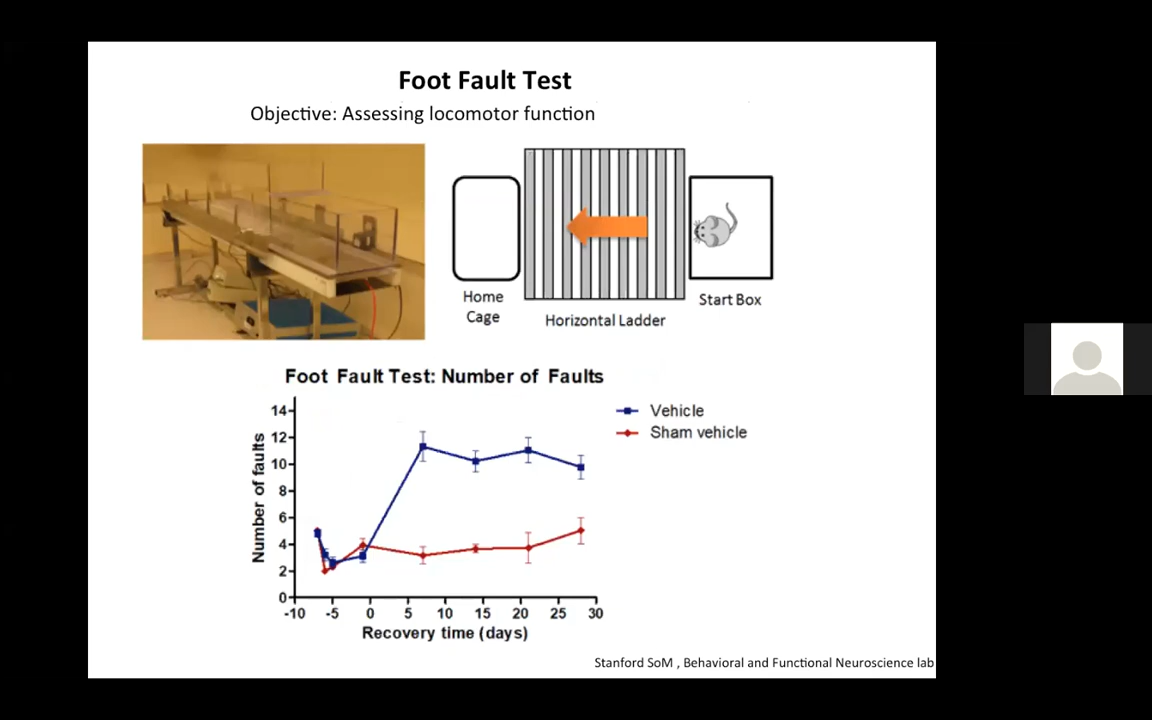 Foot Fault Test
Objective: Assessing locomotor function
Home
Cage
Horizontal Ladder
Start Box
Foot Fault Test: Number of Faults
Number of faults
14
12
10
8
6
4
2
0
-10 -5 0 5 10 15 20 25 30
Recovery time (days)
Vehicle
Sham vehicle
Stanford SoM , Behavioral and Functional Neuroscience lab